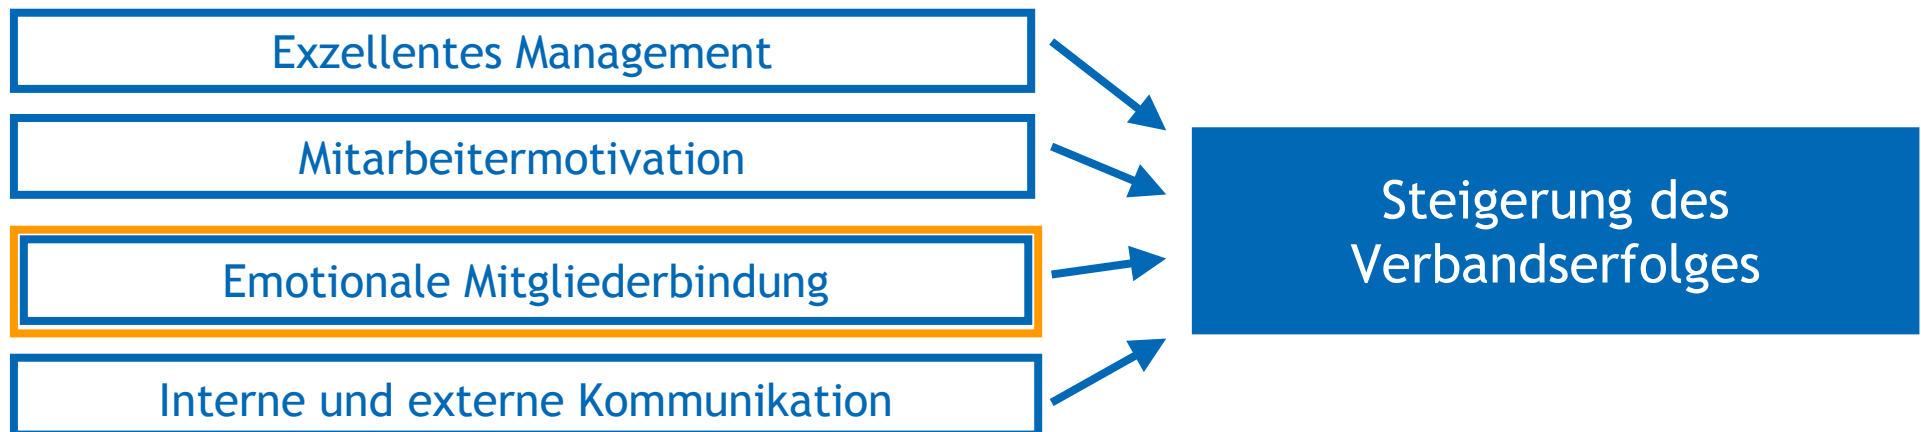 Exzellentes Management
Mitarbeitermotivation
Emotionale Mitgliederbindung
Interne und externe Kommunikation
Steigerung des
Verbandserfolges